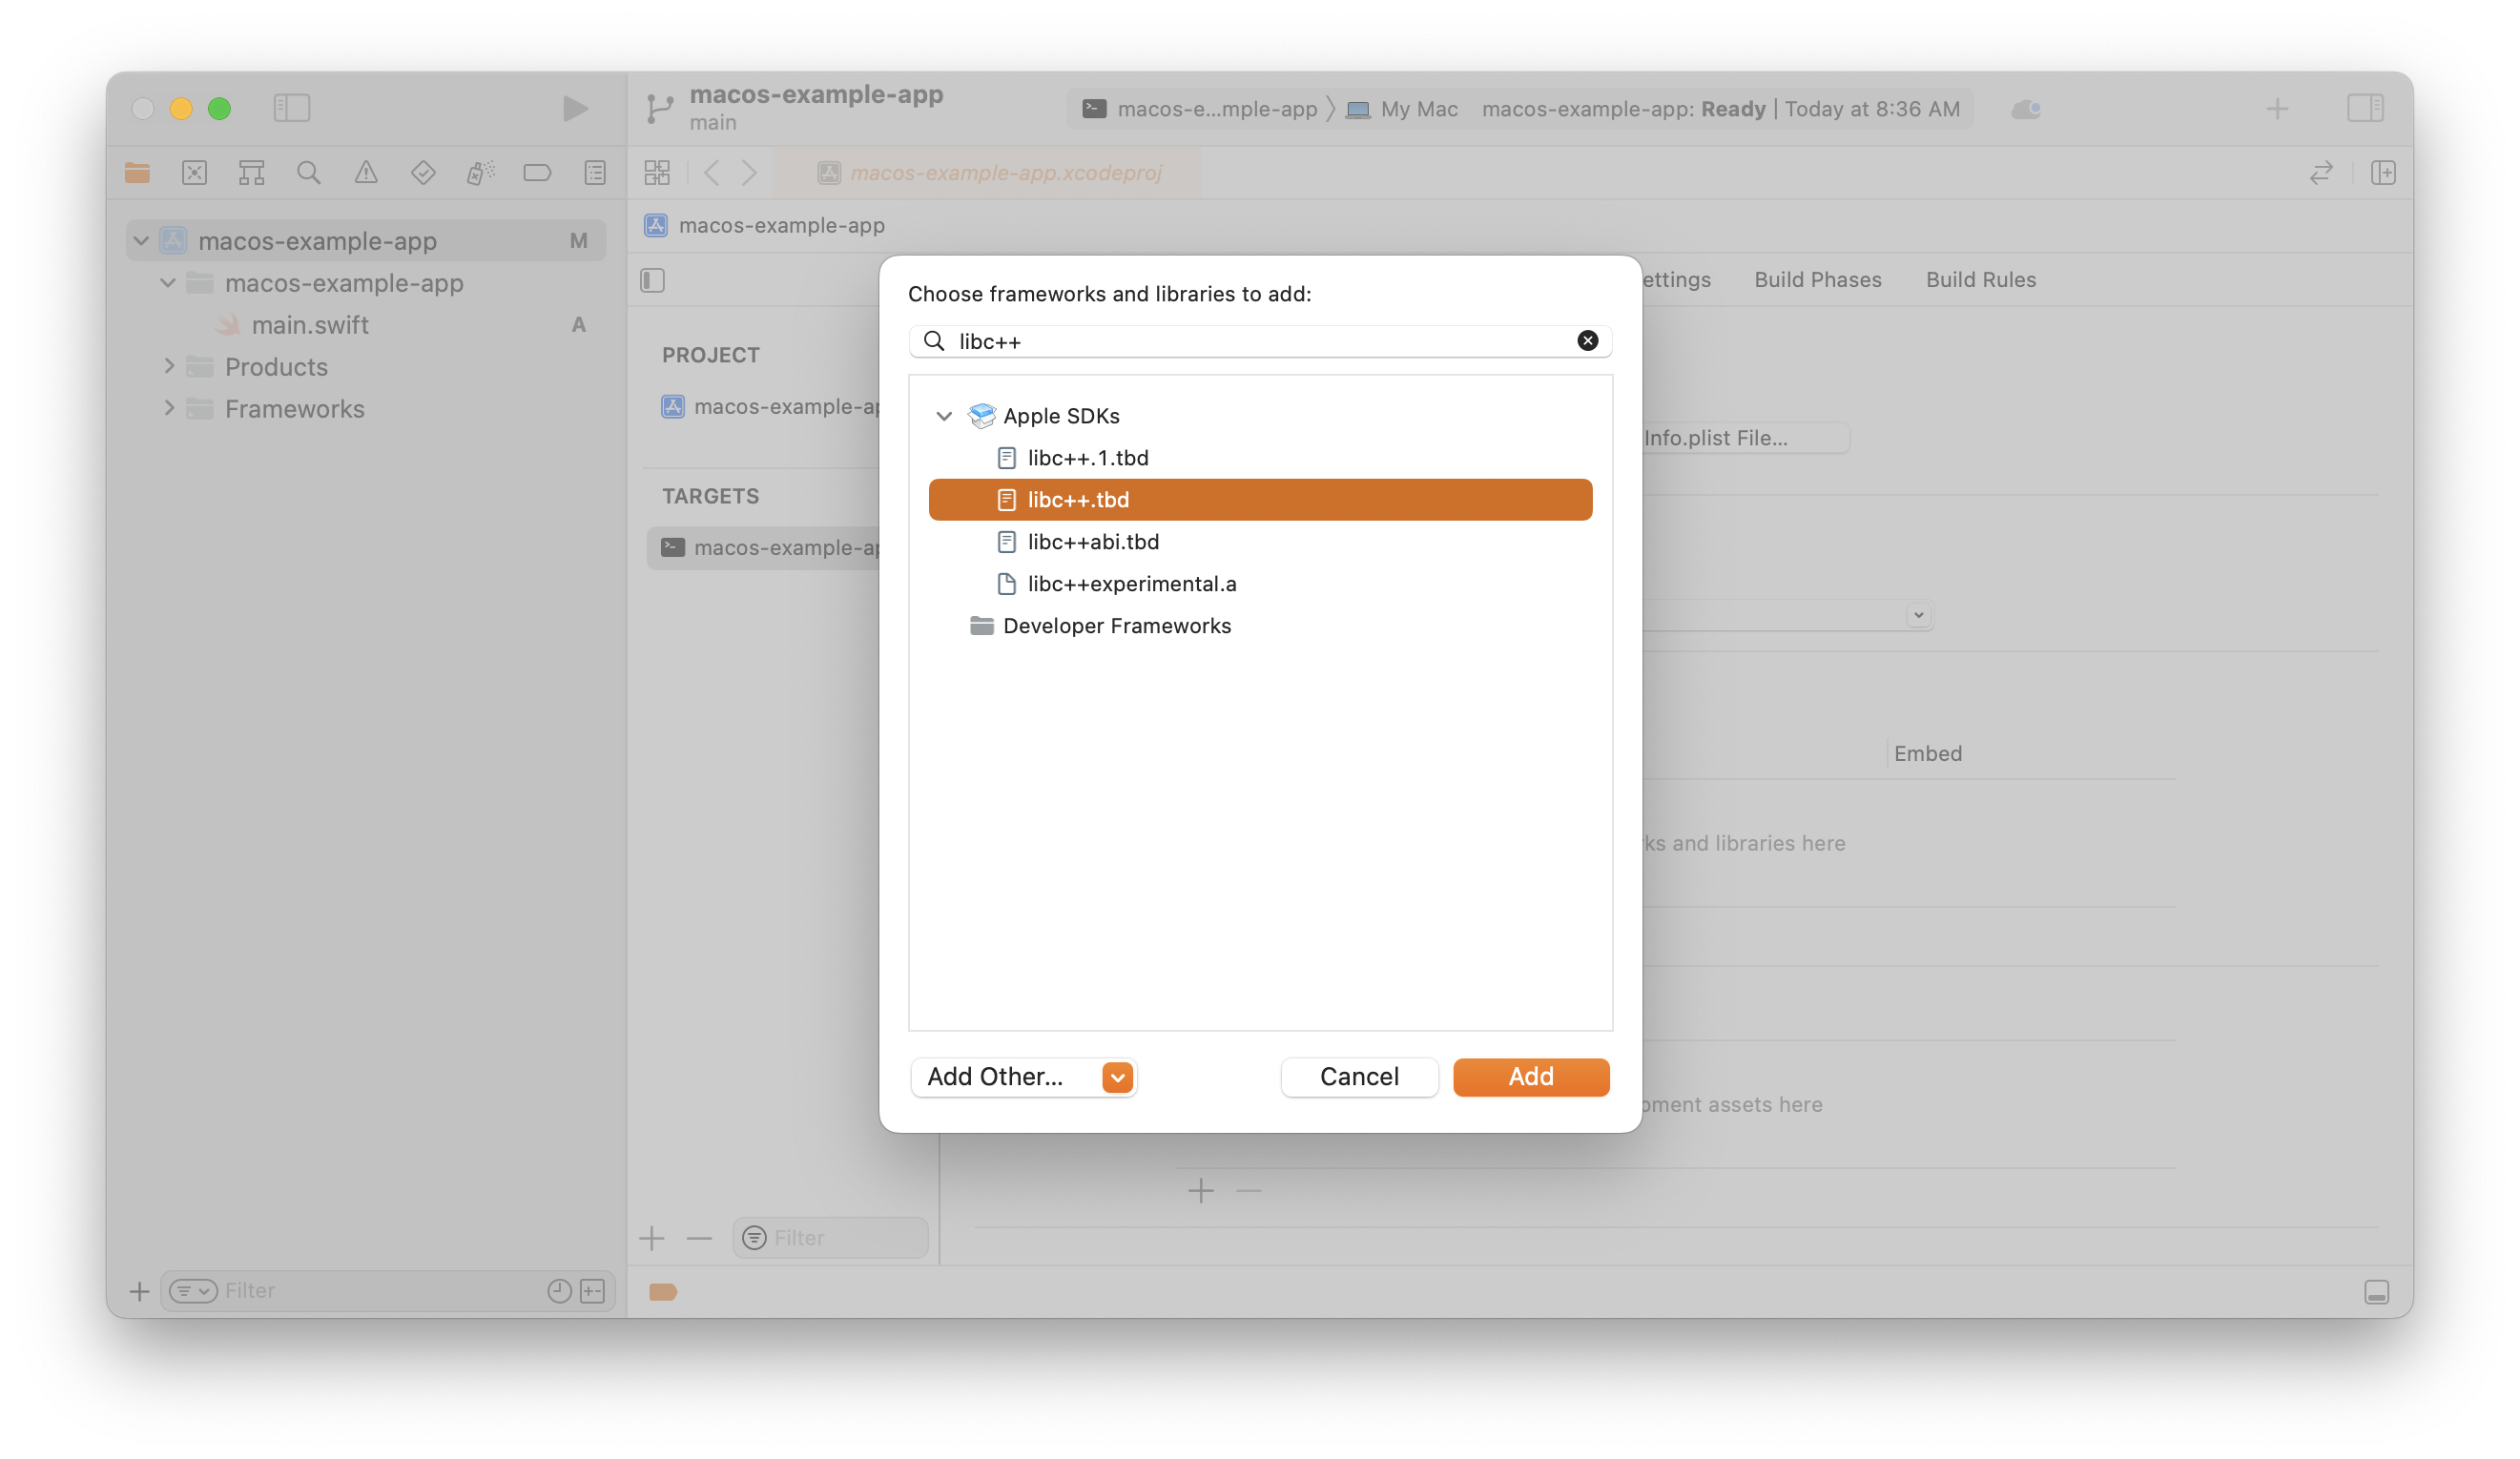 macos-example-app
main
macos-e...mple-app
My Mac
macos-example-app: Ready | Today at 8:36 AM
macos-example-app.xcodeproj
macos-example-app M
macos-example-app
main.swift A
Products
Frameworks
macos-example-app
ettings
Build Phases
Build Rules
PROJECT
macos-example-ap
TARGETS
macos-example-ap
Choose frameworks and libraries to add:
libc++
Apple SDKs
libc++.1.tbd
libc++.tbd
libc++abi.tbd
libc++experimental.a
Developer Frameworks
Add Other...
Cancel
Add
Info.plist File...
Embed
ks and libraries here
pment assets here
Filter
Filter